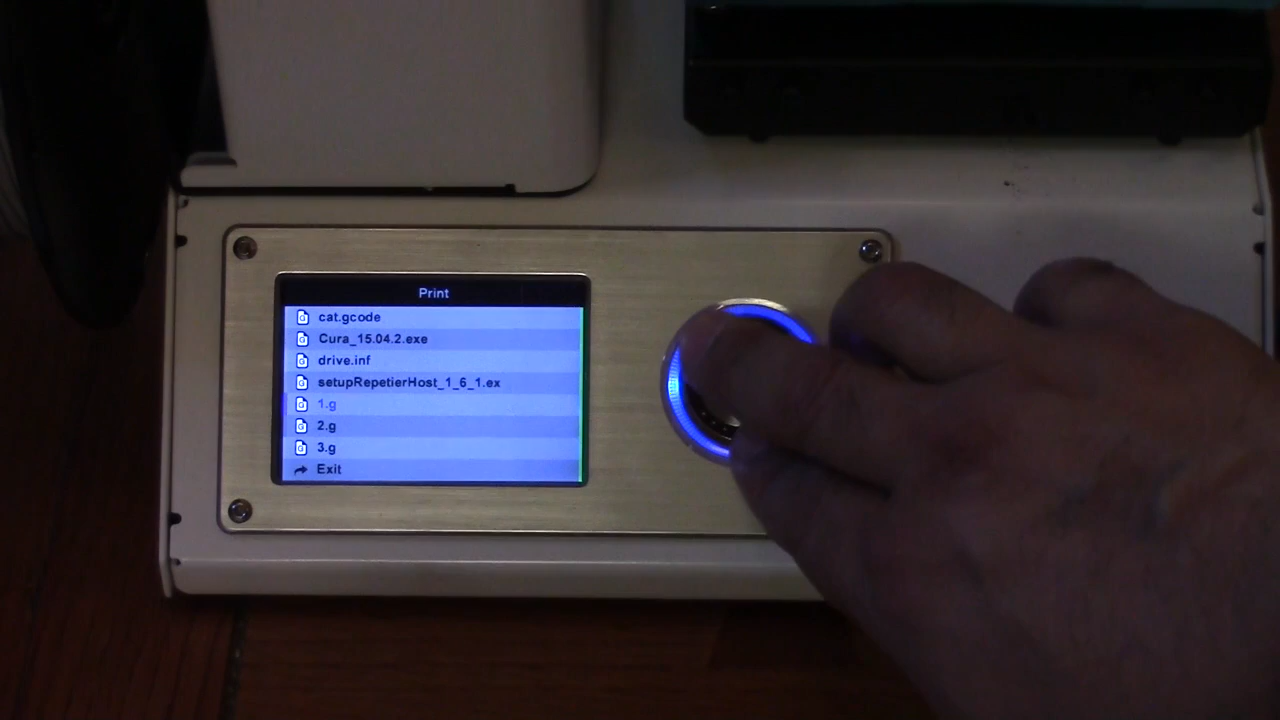 Print
cat.gcode
Cura_15.04.2.exe
drive.inf
setupRepetierHost_1_6_1.ex
1.g
2.g
3.g
Exit